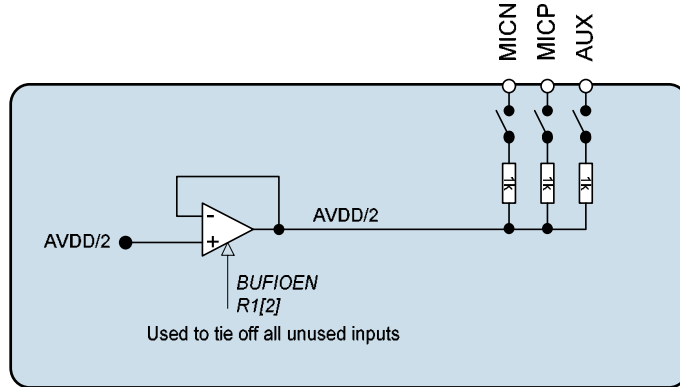 MICN
MICP
AUX
1k
1k
1k
-
+
AVDD/2
AVDD/2
BUFIOEN
R1[2]
Used to tie off all unused inputs